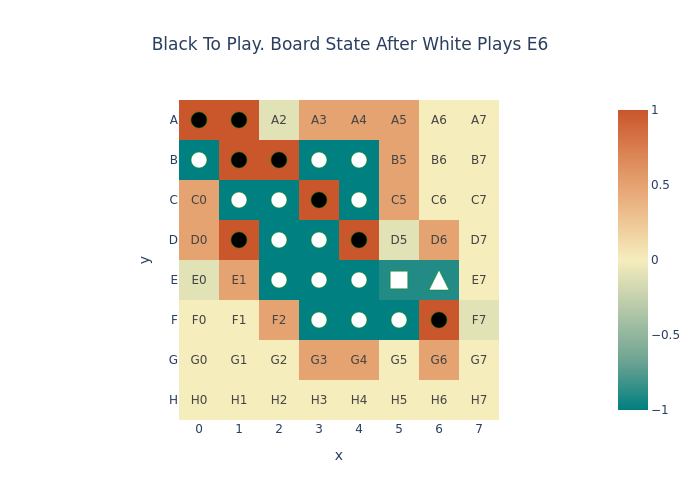 Black To Play. Board State After White Plays E6
A A2 A3 A4 A5 A6 A7
B B5 B6 B7
C C0 C5 C6 C7
D D0 D5 D6 D7
E E0 E1 E7
F F0 F1 F2 F7
G G0 G1 G2 G3 G4 G5 G6 G7
H H0 H1 H2 H3 H4 H5 H6 H7
0 1 2 3 4 5 6 7
x
y
1
0.5
0
−0.5
−1